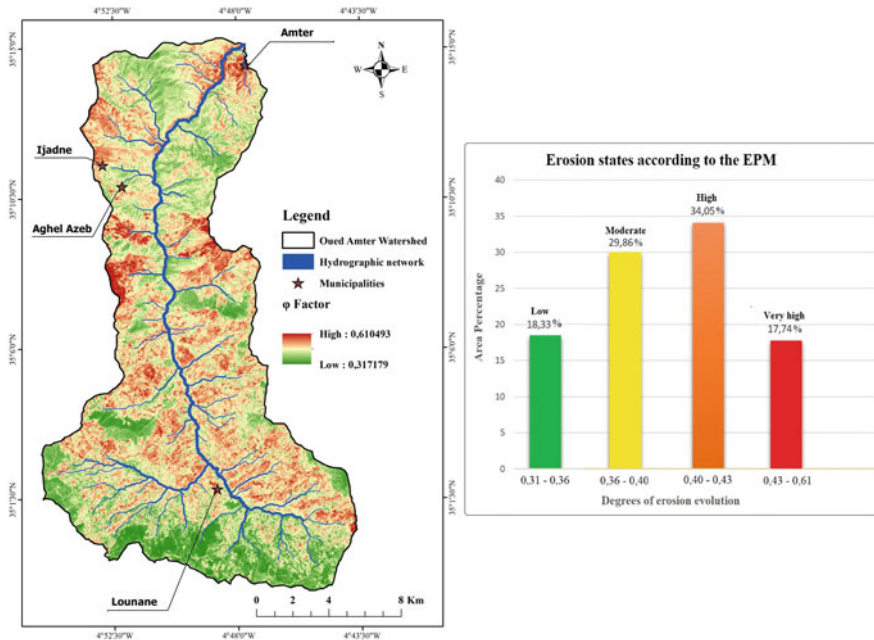 4°52'30"W 4°48'0"W 4°43'30"W
Amter
35°15'0"N
35°15'0"N
N
W E
S
Ijadne
Aghel Azeb
35°10'30"N
Legend
Oued Amter Watershed
Hydrographic network
Municipalities
φ Factor
High : 0,610493
Low : 0,317179
35°6'0"N
35°6'0"N
35°1'30"N
35°1'30"N
Lounane
0 2 4 8 Km
4°52'30"W 4°48'0"W 4°43'30"W
Erosion states according to the EPM
Area Percentage
40
35
30
25
20
15
10
5
0
Low
18,33%
Moderate
29,86%
High
34,05%
Very high
17,74%
0,31 - 0,36 0,36 - 0,40 0,40 - 0,43 0,43 - 0,61
Degrees of erosion evolution